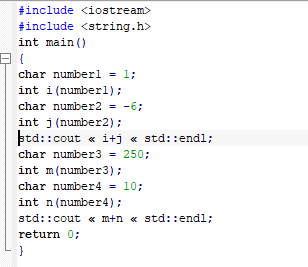 #include <iostream>
#include <string.h>
int main()
{
char number1 = 1;
int i(number1);
char number2 = -6;
int j(number2);
std::cout « i+j « std::endl;
char number3 = 250;
int m(number3);
char number4 = 10;
int n(number4);
std::cout « m+n « std::endl;
return 0;
}